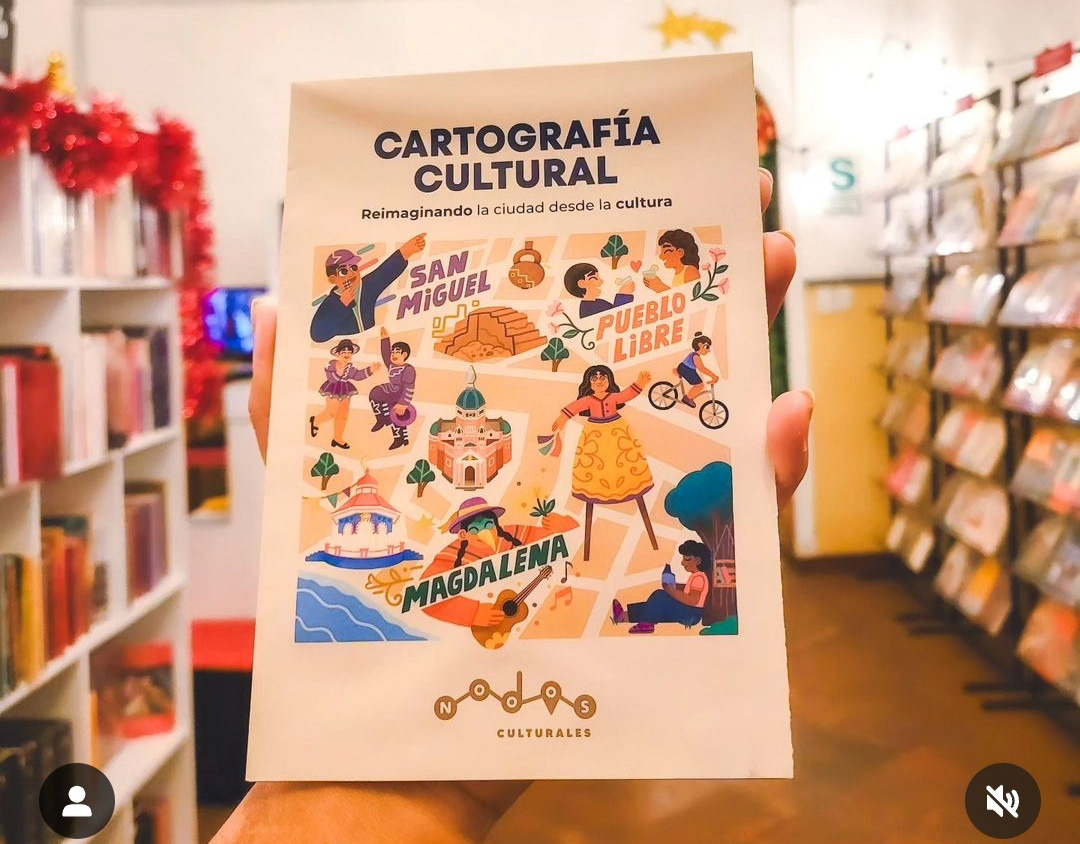 CARTOGRAFÍA
CULTURAL
Reimaginando la ciudad desde la cultura
SAN
MIGUEL
PUEBLO
LIBRE
MAGDALENA
NODOS
CULTURALES
S